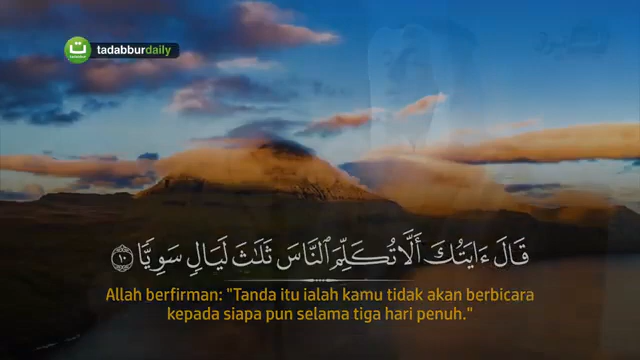 ت
tadabbur
tadabburdaily
قَالَ ءَايَتُكَ أَلَّا تُكَلِّمَ ٱلنَّاسَ ثَلَٰثَ لَيَالٍ سَوِيًّا ١٠
Allah berfirman: "Tanda itu ialah kamu tidak akan berbicara
kepada siapa pun selama tiga hari penuh."